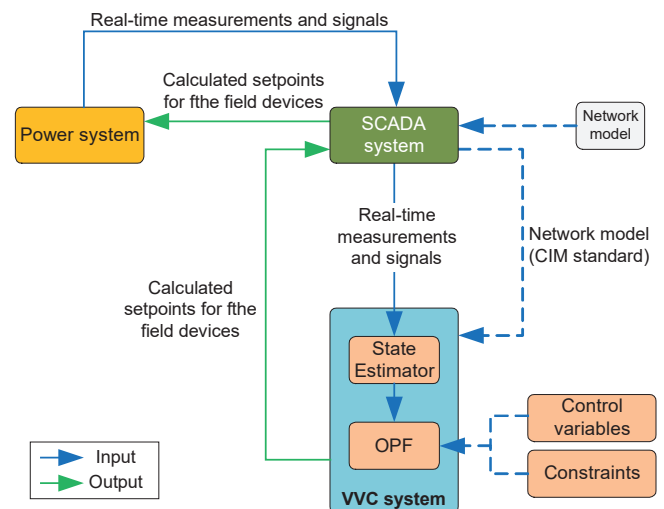 Real-time measurements and signals
Calculated setpoints
for fthe field devices
Power system
SCADA
system
Network
model
Real-time
measurements
and signals
Network model
(CIM standard)
Calculated
setpoints for fthe
field devices
State
Estimator
OPF
Control
variables
Constraints
VVC system
Input
Output